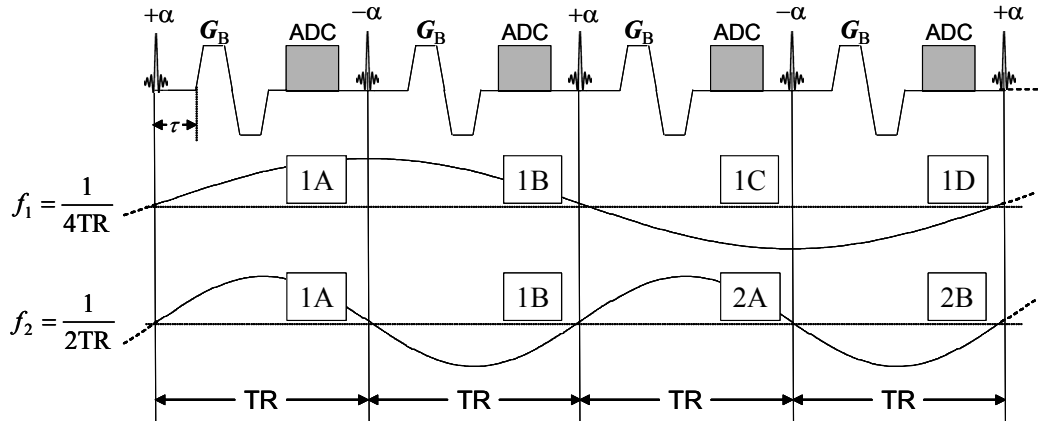 +α −α +α −α +α
G_B ADC G_B ADC G_B ADC G_B ADC
τ
f₁ = 1/4TR 1A 1B 1C 1D
f₂ = 1/2TR 1A 1B 2A 2B
TR TR TR TR